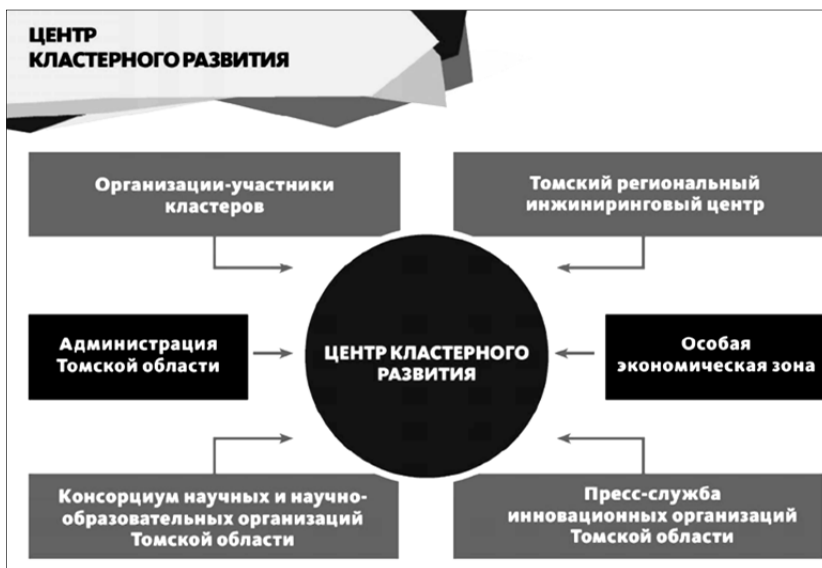 ЦЕНТР
КЛАСТЕРНОГО РАЗВИТИЯ
Организации-участники
кластеров
Томский региональный
инжиниринговый центр
Администрация
Томской области
ЦЕНТР КЛАСТЕРНОГО
РАЗВИТИЯ
Особая
экономическая зона
Консорциум научных и научно-
образовательных организаций
Томской области
Пресс-служба
инновационных организаций
Томской области